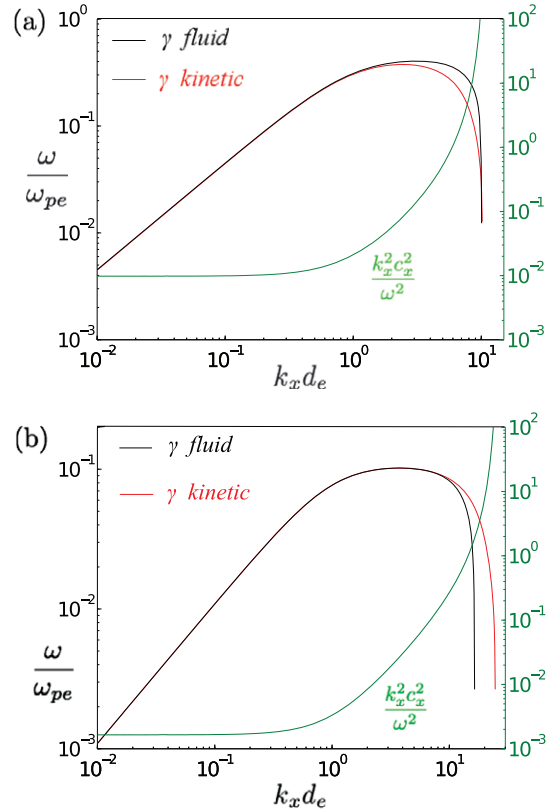 (a)
γ fluid
γ kinetic
ω
ω_pe
10^0
10^-1
10^-2
10^-3
10^2
10^1
10^0
10^-1
10^-2
10^-3
k_x^2 c_x^2
ω^2
10^-2
10^-1
10^0
10^1
k_x d_e
(b)
γ fluid
γ kinetic
ω
ω_pe
10^-1
10^-2
10^-3
10^2
10^1
10^0
10^-1
10^-2
10^-3
k_x^2 c_x^2
ω^2
10^-2
10^-1
10^0
10^1
k_x d_e